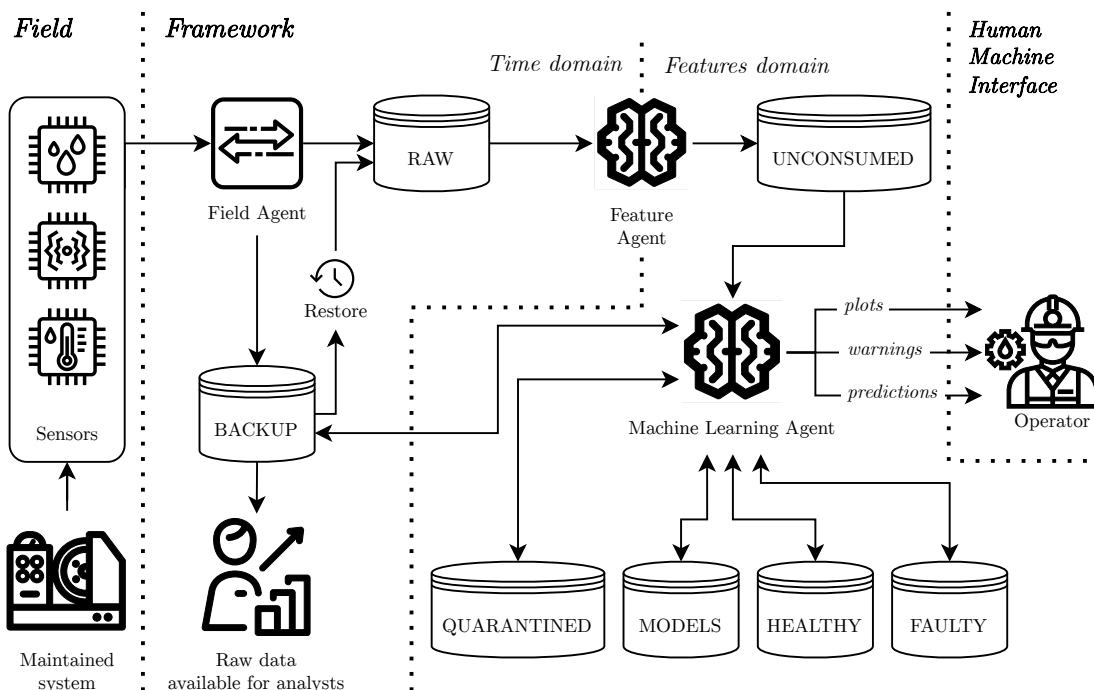 Field
Framework
Human
Machine
Interface
Time domain
Features domain
RAW
UNCONSUMED
Field Agent
Feature
Agent
Restore
plots
warnings
predictions
Sensors
BACKUP
Machine Learning Agent
Operator
QUARANTINED
MODELS
HEALTHY
FAULTY
Maintained
system
Raw data
available for analysts